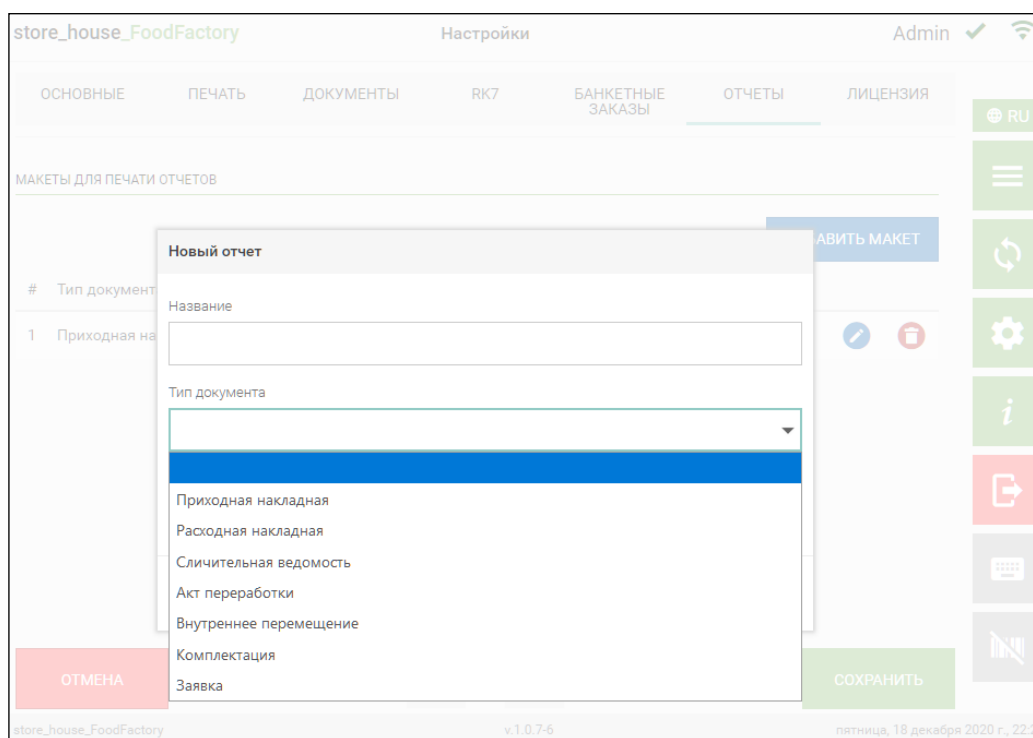 store_house_FoodFactory
Настройки
Admin
ОСНОВНЫЕ
ПЕЧАТЬ
ДОКУМЕНТЫ
RK7
БАНКЕТНЫЕ
ЗАКАЗЫ
ОТЧЕТЫ
ЛИЦЕНЗИЯ
RU
МАКЕТЫ ДЛЯ ПЕЧАТИ ОТЧЕТОВ
АВИТЬ МАКЕТ
Новый отчет
# Тип документ
Название
1 Приходная на
Тип документа
Приходная накладная
Расходная накладная
Сличительная ведомость
Акт переработки
Внутреннее перемещение
Комплектация
Заявка
ОТМЕНА
СОХРАНИТЬ
store_house_FoodFactory
v.1.0.7-6
пятница, 18 декабря 2020 г., 22: